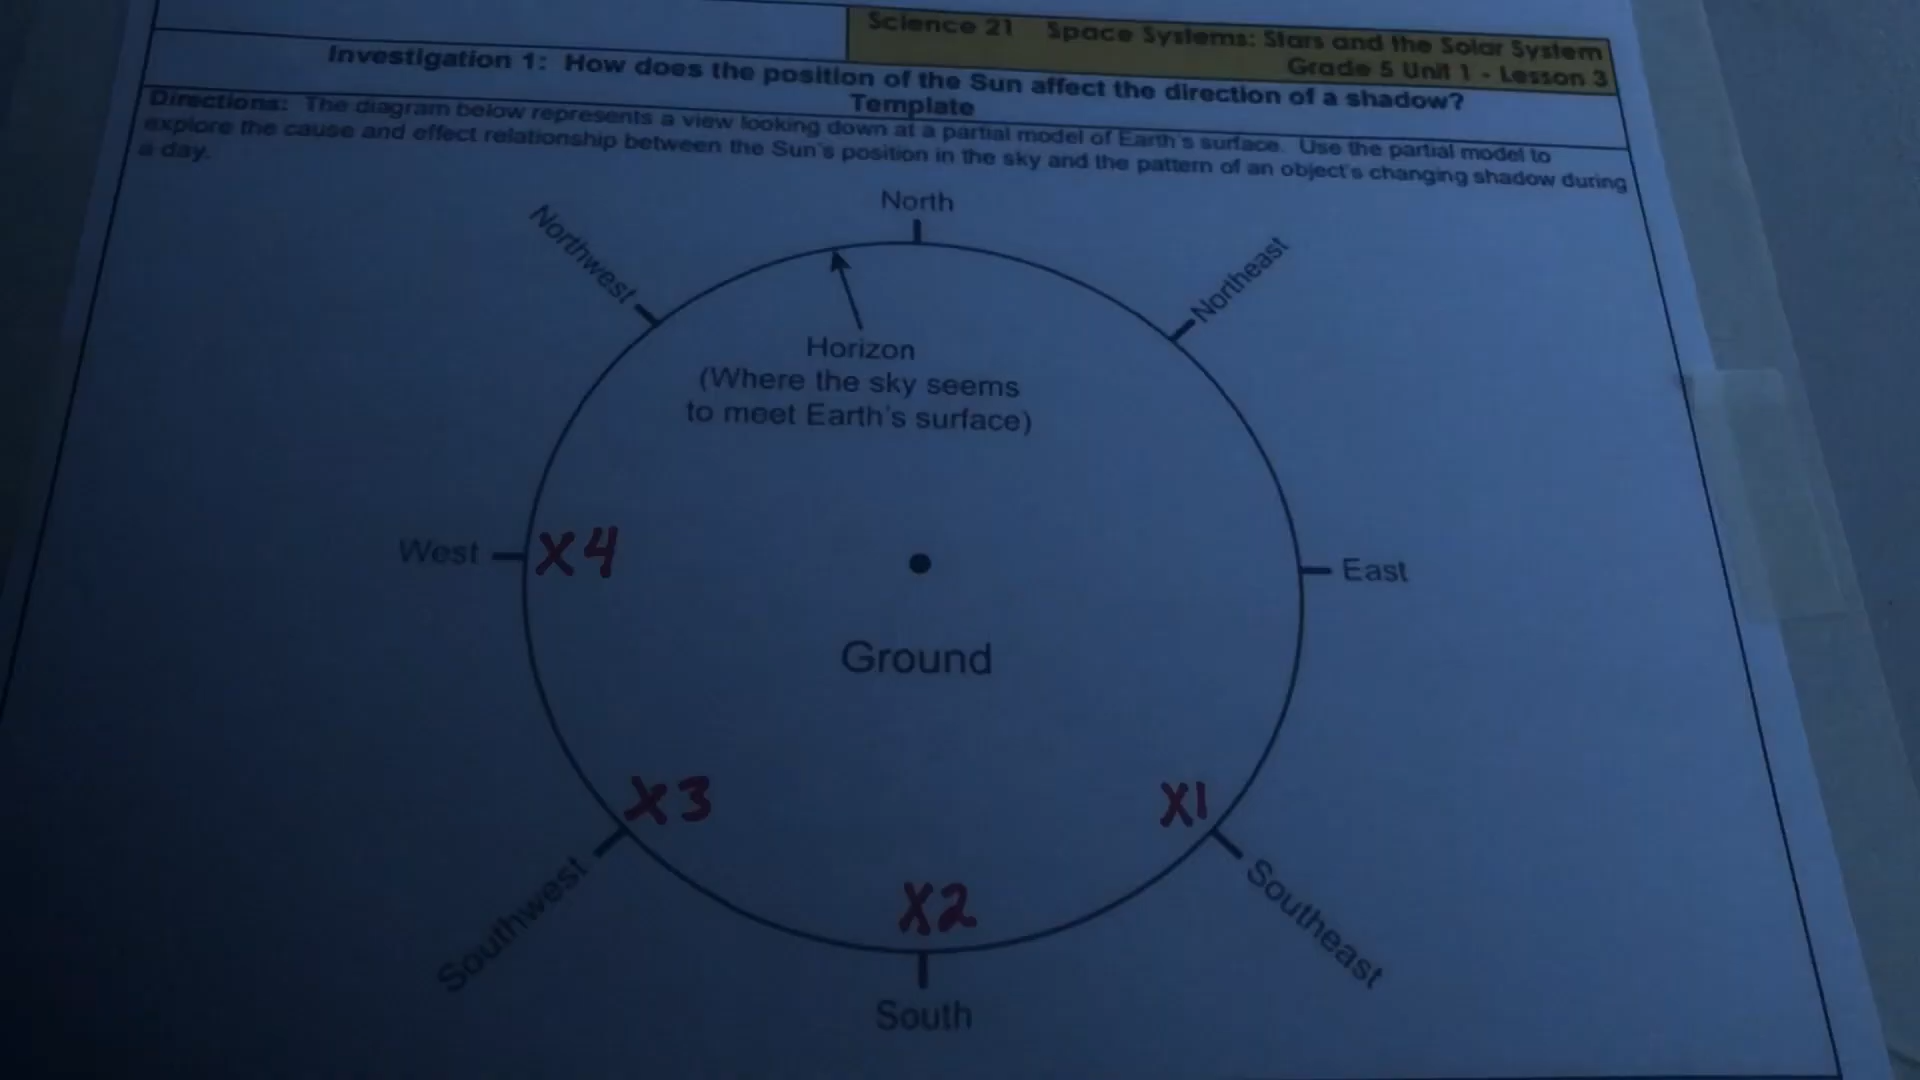 Science 21 Space Systems: Stars and the Solar System
Grade 5 Unit 1 - Lesson 3
Investigation 1: How does the position of the Sun affect the direction of a shadow?
Template
Directions: The diagram below represents a view looking down at a partial model of Earth's surface. Use the partial model to
explore the cause and effect relationship between the Sun's position in the sky and the pattern of an object's changing shadow during
a day.
North
Northwest
Northeast
Horizon
(Where the sky seems
to meet Earth's surface)
West
X4
East
Ground
X3
X1
X2
Southwest
Southeast
South